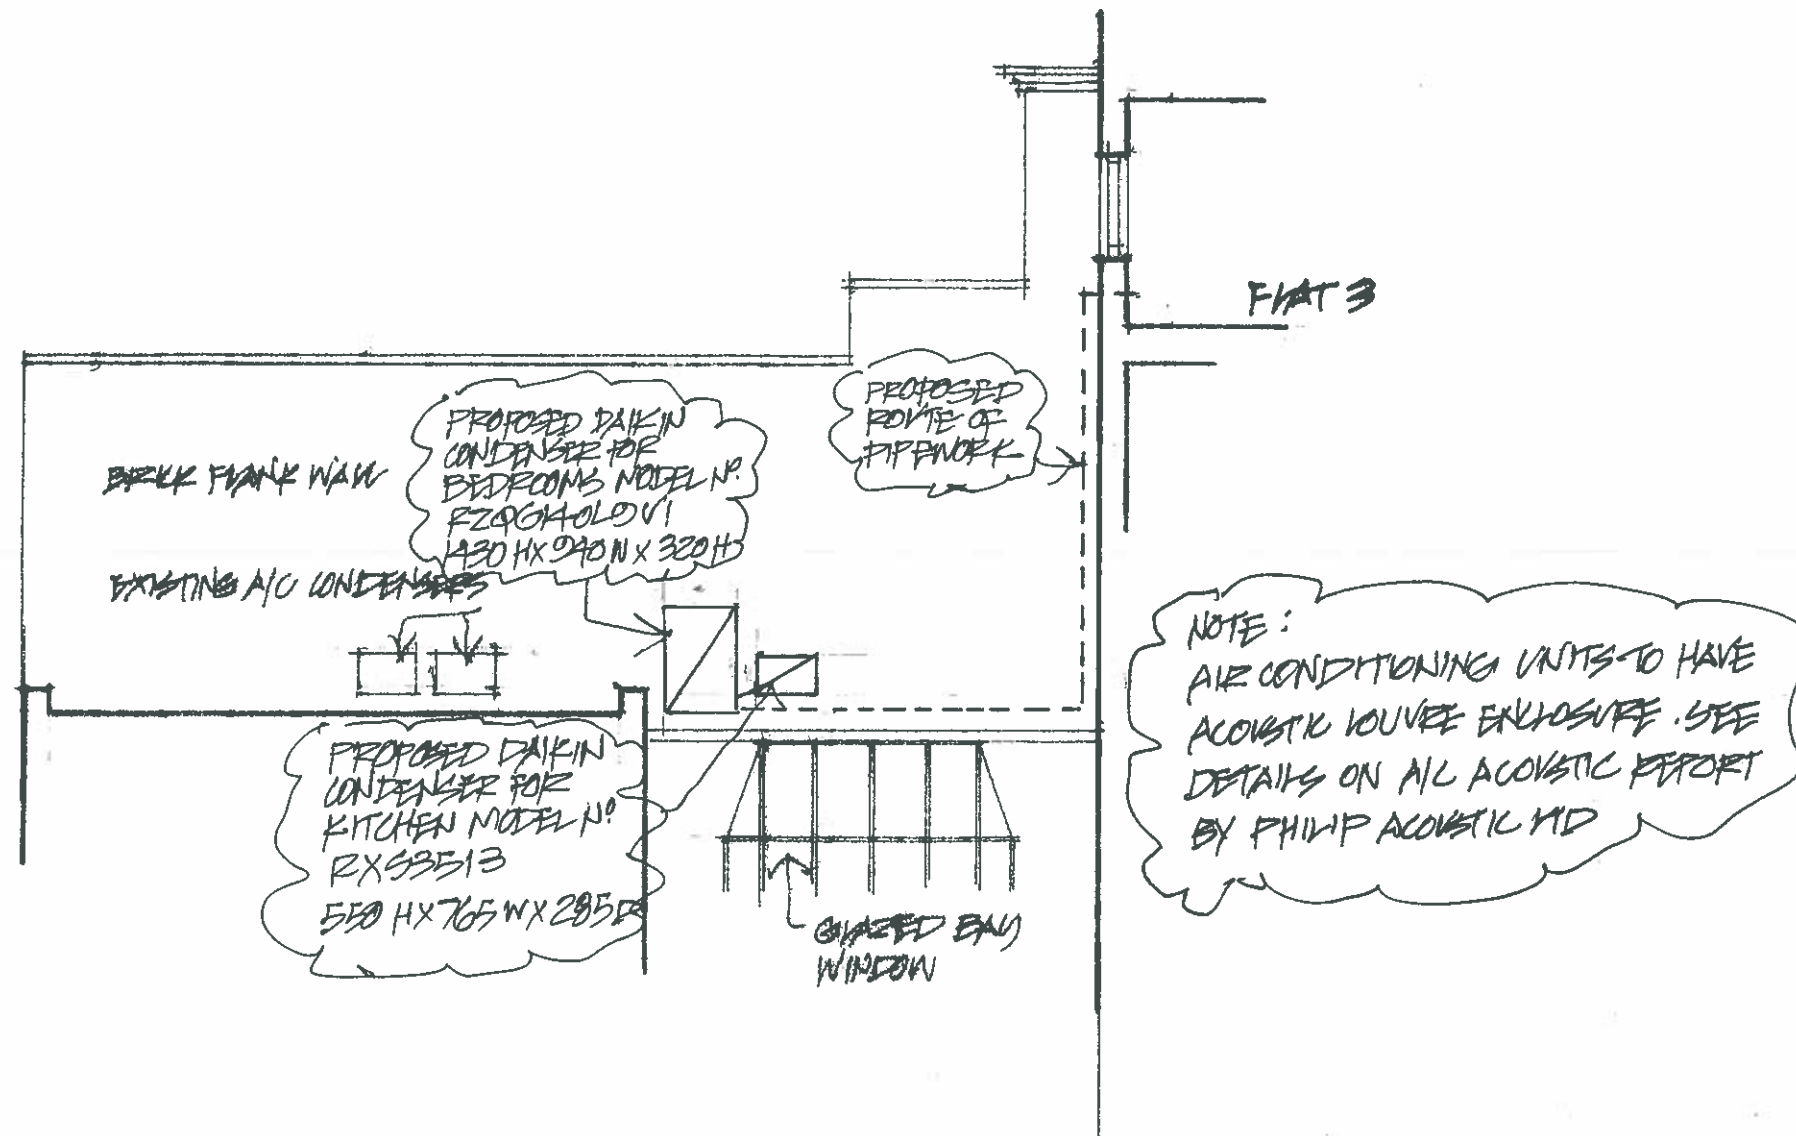 FLAT 3
PROPOSED DAIKIN
CONDENSER FOR
BEDROOMS MODEL Nº.
RZQG140L9V1
1430 H X 940 W X 320 D
PROPOSED
ROUTE OF
PIPEWORK
BRICK FLANK WALL
EXISTING A/C CONDENSERS
NOTE :
AIR CONDITIONING UNITS TO HAVE
ACOUSTIC LOUVRE ENCLOSURE . SEE
DETAILS ON A/C ACOUSTIC REPORT
BY PHILIP ACOUSTIC LTD
PROPOSED DAIKIN
CONDENSER FOR
KITCHEN MODEL Nº
RXS35L3
550 H X 765 W X 285 D
GLAZED BAY
WINDOW